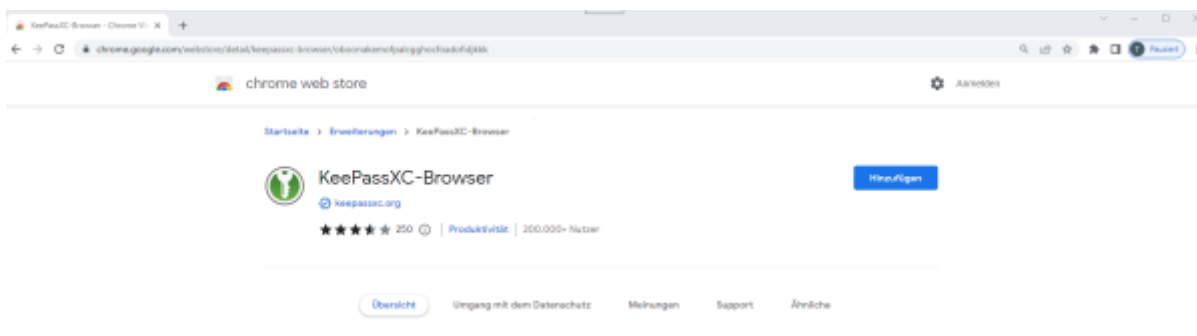 KeePassXC-Browser - Chrome
chrome.google.com/webstore/detail/keepassxc-browser/
Pausiert
chrome web store
Anmelden
Startseite > Erweiterungen > KeePassXC-Browser
KeePassXC-Browser
Hinzufügen
keepassxc.org
250 | Produktivität | 200.000+ Nutzer
Übersicht Umgang mit dem Datenschutz Meinungen Support Ähnliche